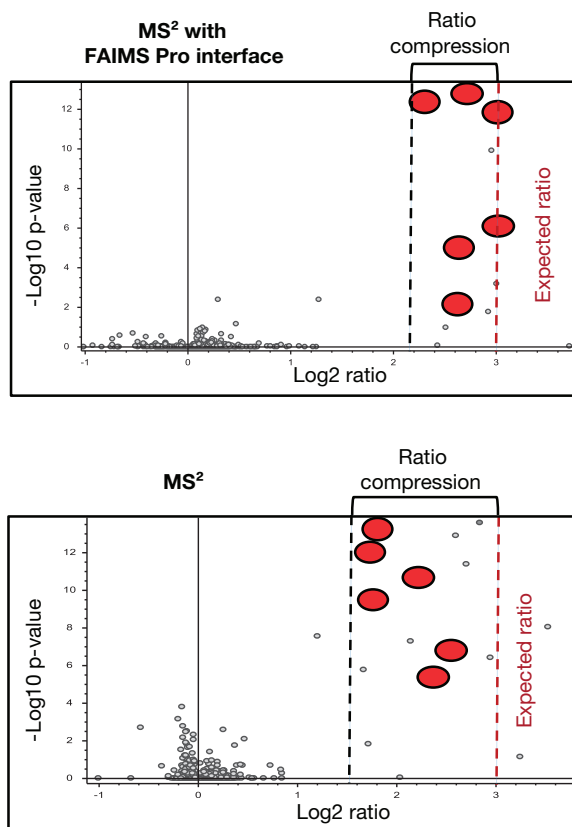 MS² with
FAIMS Pro interface
Ratio
compression
-Log10 p-value
12
10
8
6
4
2
0
-1
0
1
2
3
Log2 ratio
Expected ratio
MS²
Ratio
compression
-Log10 p-value
12
10
8
6
4
2
0
-1
0
1
2
3
Log2 ratio
Expected ratio